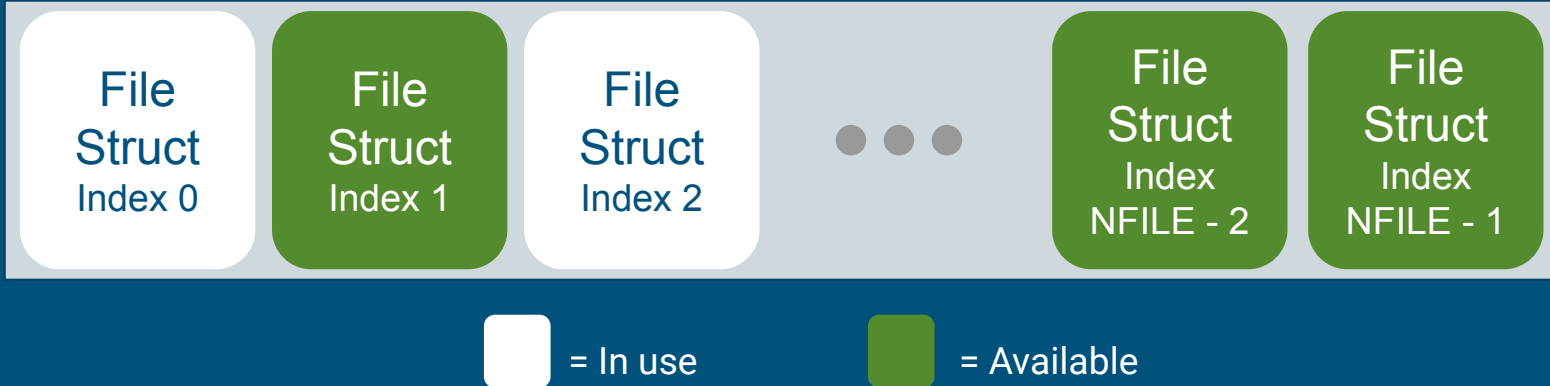 File
Struct
Index 0
File
Struct
Index 1
File
Struct
Index 2
File
Struct
Index
NFILE - 2
File
Struct
Index
NFILE - 1
= In use
= Available